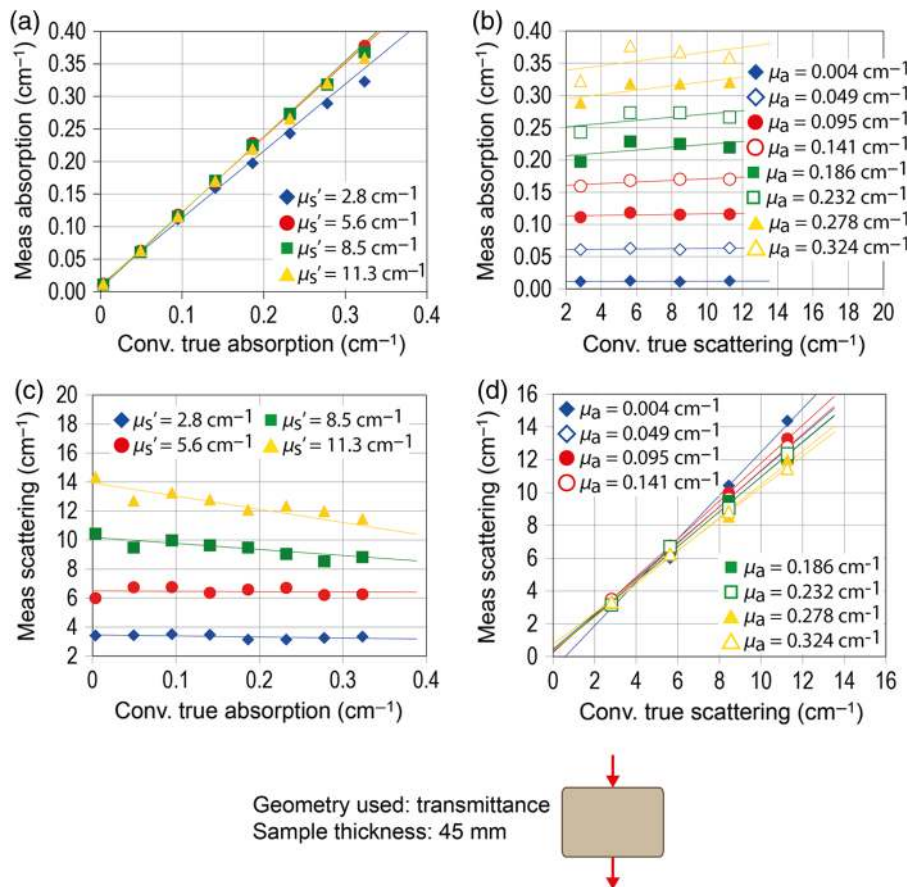 (a)
Meas absorption (cm⁻¹)
0.40
0.35
0.30
0.25
0.20
0.15
0.10
0.05
0.00
μs' = 2.8 cm⁻¹
μs' = 5.6 cm⁻¹
μs' = 8.5 cm⁻¹
μs' = 11.3 cm⁻¹
0 0.1 0.2 0.3 0.4
Conv. true absorption (cm⁻¹)
(b)
Meas absorption (cm⁻¹)
0.40
0.35
0.30
0.25
0.20
0.15
0.10
0.05
0.00
μa = 0.004 cm⁻¹
μa = 0.049 cm⁻¹
μa = 0.095 cm⁻¹
μa = 0.141 cm⁻¹
μa = 0.186 cm⁻¹
μa = 0.232 cm⁻¹
μa = 0.278 cm⁻¹
μa = 0.324 cm⁻¹
2 4 6 8 10 12 14 16 18 20
Conv. true scattering (cm⁻¹)
(c)
Meas scattering (cm⁻¹)
20
18
16
14
12
10
8
6
4
2
μs' = 2.8 cm⁻¹ μs' = 8.5 cm⁻¹
μs' = 5.6 cm⁻¹ μs' = 11.3 cm⁻¹
0 0.1 0.2 0.3 0.4
Conv. true absorption (cm⁻¹)
(d)
Meas scattering (cm⁻¹)
16
14
12
10
8
6
4
2
0
μa = 0.004 cm⁻¹
μa = 0.049 cm⁻¹
μa = 0.095 cm⁻¹
μa = 0.141 cm⁻¹
μa = 0.186 cm⁻¹
μa = 0.232 cm⁻¹
μa = 0.278 cm⁻¹
μa = 0.324 cm⁻¹
0 2 4 6 8 10 12 14 16
Conv. true scattering (cm⁻¹)
Geometry used: transmittance
Sample thickness: 45 mm